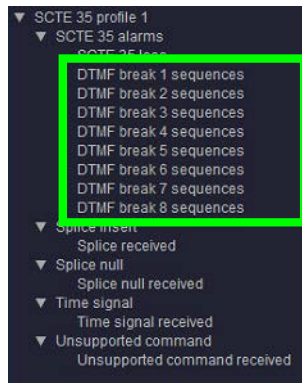 SCTE 35 profile 1
SCTE 35 alarms
SCTE 35 loss
DTMF break 1 sequences
DTMF break 2 sequences
DTMF break 3 sequences
DTMF break 4 sequences
DTMF break 5 sequences
DTMF break 6 sequences
DTMF break 7 sequences
DTMF break 8 sequences
Splice insert
Splice received
Splice null
Splice null received
Time signal
Time signal received
Unsupported command
Unsupported command received